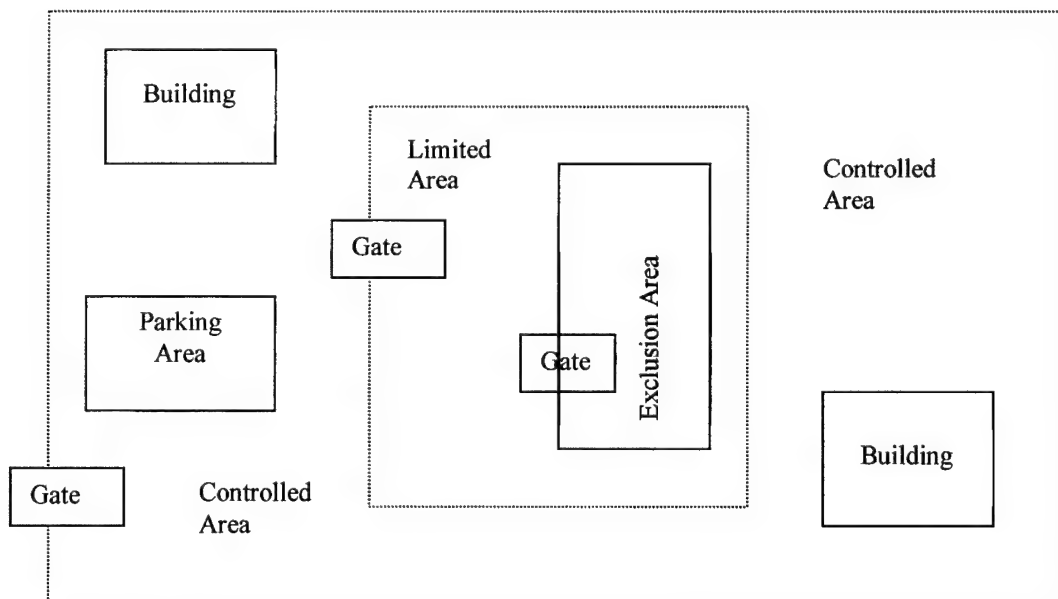 Building
Limited
Area
Controlled
Area
Gate
Parking
Area
Gate
Exclusion Area
Building
Gate
Controlled
Area